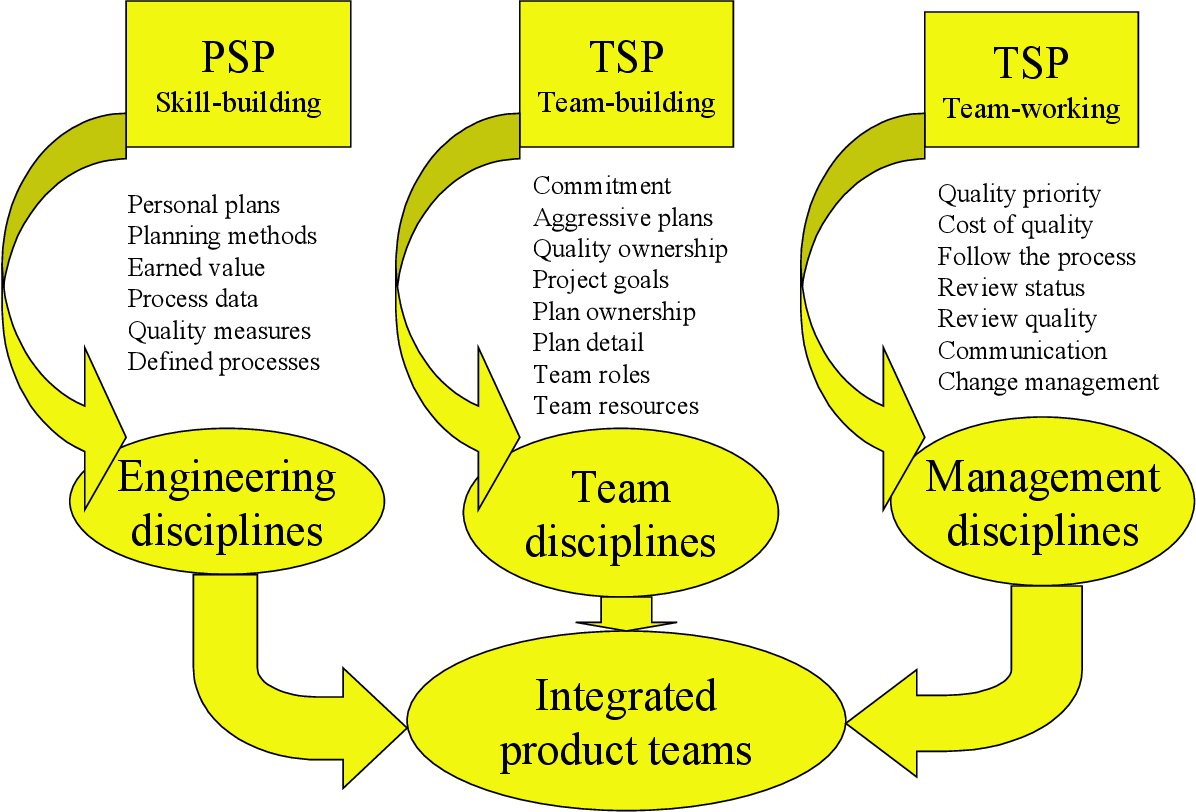 PSP
Skill-building
Personal plans
Planning methods
Earned value
Process data
Quality measures
Defined processes
Engineering
disciplines
TSP
Team-building
Commitment
Aggressive plans
Quality ownership
Project goals
Plan ownership
Plan detail
Team roles
Team resources
Team
disciplines
TSP
Team-working
Quality priority
Cost of quality
Follow the process
Review status
Review quality
Communication
Change management
Management
disciplines
Integrated
product teams